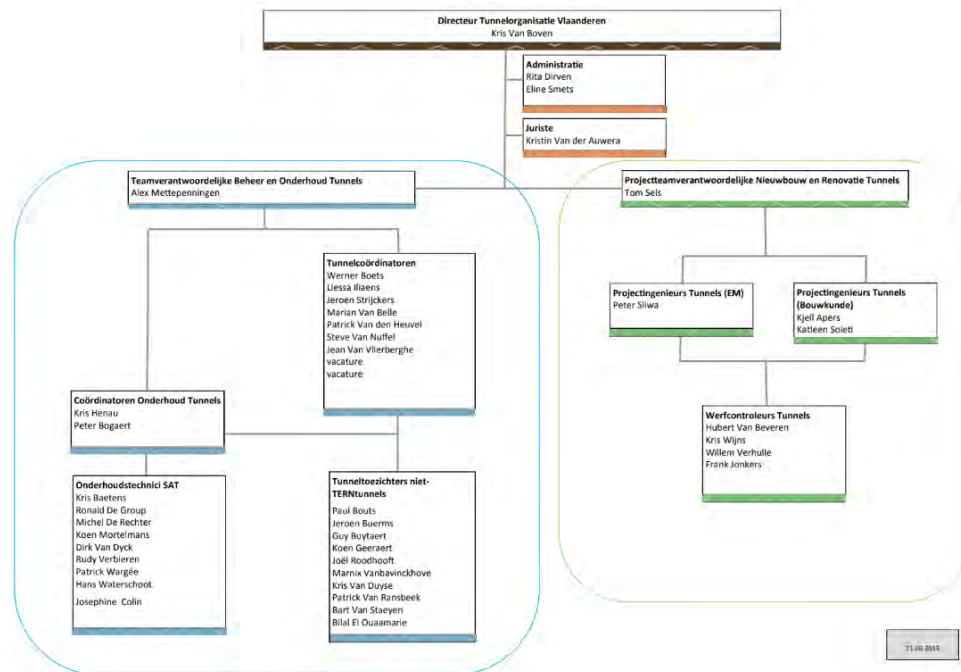 Directeur Tunnelorganisatie Vlaanderen
Kris Van Boven
Administratie
Rita Dirven
Eline Smets
Juriste
Kristin Van der Auwera
Teamverantwoordelijke Beheer en Onderhoud Tunnels
Alex Mettepenningen
Projectteamverantwoordelijke Nieuwbouw en Renovatie Tunnels
Tom Sels
Tunnelcoördinatoren
Werner Boets
Liessa Iliaens
Jeroen Strijckers
Marian Van Belle
Patrick Van den Heuvel
Steve Van Nuffel
Jean Van Vlierberghe
vacature
vacature
Projectingenieurs Tunnels (EM)
Peter Sliwa
Projectingenieurs Tunnels
(Bouwkunde)
Kjell Apers
Katleen Soleti
Coördinatoren Onderhoud Tunnels
Kris Henau
Peter Bogaert
Werfcontroleurs Tunnels
Hubert Van Beveren
Kris Wijns
Willem Verhulle
Frank Jonkers
Onderhoudstechnici SAT
Kris Baetens
Ronald De Group
Michel De Rechter
Koen Mortelmans
Dirk Van Dyck
Rudy Verbieren
Patrick Wargée
Hans Waterschoot
Josephine Colin
Tunneltoezichters niet-
TERNtunnels
Paul Bouts
Jeroen Buerms
Guy Buytaert
Koen Geeraert
Joël Roodhooft
Marnix Vanbavinckhove
Kris Van Duyse
Patrick Van Ransbeek
Bart Van Staeyen
Bilal El Ouaamarie